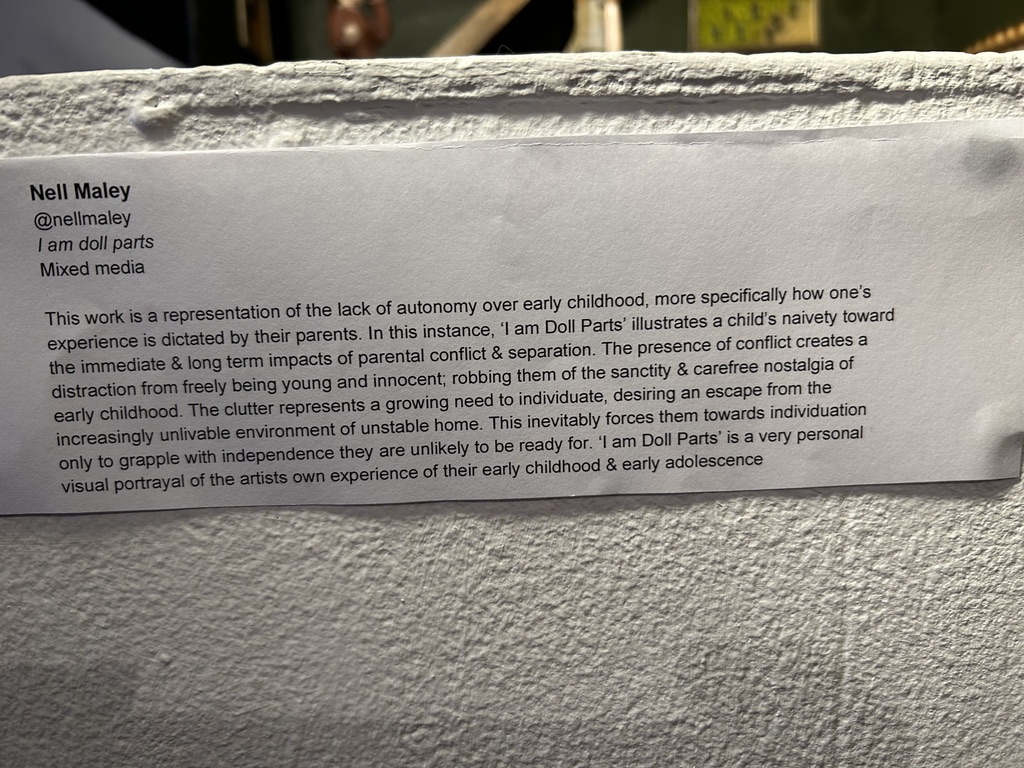 Nell Maley
@nellmaley
I am doll parts
Mixed media
This work is a representation of the lack of autonomy over early childhood, more specifically how one's
experience is dictated by their parents. In this instance, 'I am Doll Parts' illustrates a child's naivety toward
the immediate & long term impacts of parental conflict & separation. The presence of conflict creates a
distraction from freely being young and innocent; robbing them of the sanctity & carefree nostalgia of
early childhood. The clutter represents a growing need to individuate, desiring an escape from the
increasingly unlivable environment of unstable home. This inevitably forces them towards individuation
only to grapple with independence they are unlikely to be ready for. 'I am Doll Parts' is a very personal
visual portrayal of the artists own experience of their early childhood & early adolescence